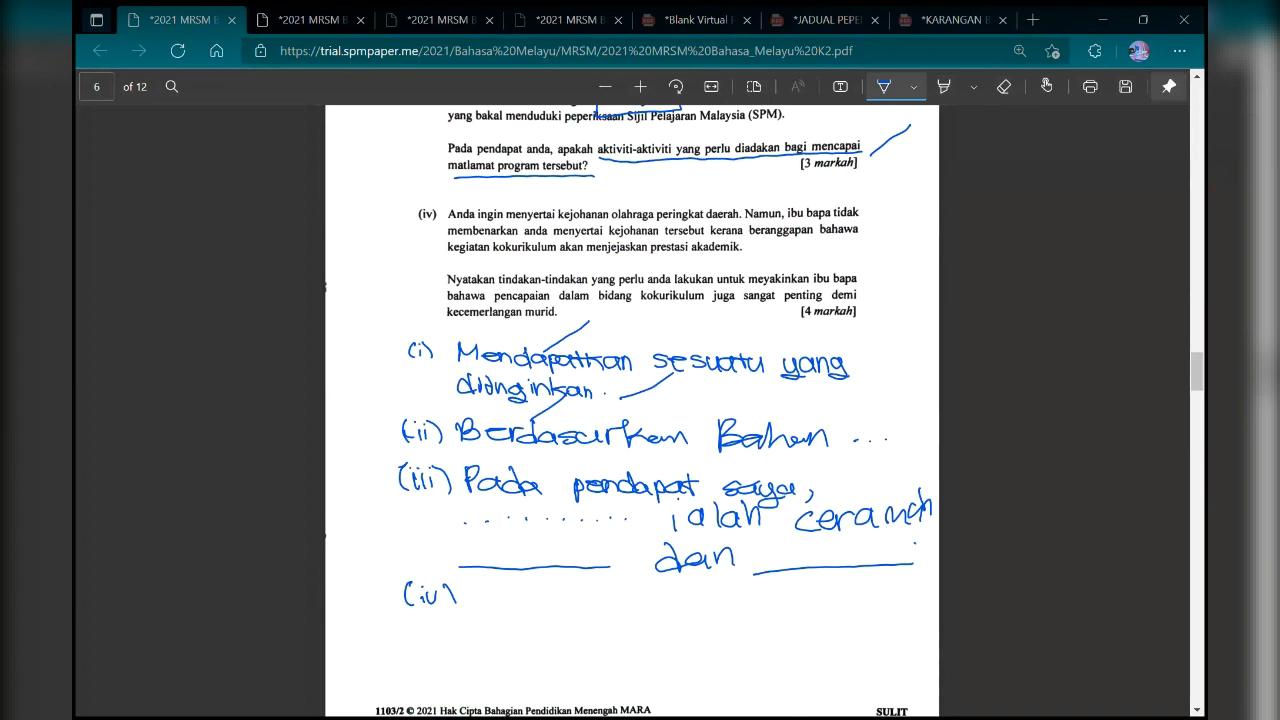 *2021 MRSM B
*2021 MRSM B
*2021 MRSM B
*2021 MRSM B
*Blank Virtual P
*JADUAL PEPE
*KARANGAN B
https://trial.spmpaper.me/2021/Bahasa%20Melayu/MRSM/2021%20MRSM%20Bahasa_Melayu%20K2.pdf
6 of 12
yang bakal menduduki peperiksaan Sijil Pelajaran Malaysia (SPM).
Pada pendapat anda, apakah aktiviti-aktiviti yang perlu diadakan bagi mencapai
matlamat program tersebut? [3 markah]
(iv) Anda ingin menyertai kejohanan olahraga peringkat daerah. Namun, ibu bapa tidak
membenarkan anda menyertai kejohanan tersebut kerana beranggapan bahawa
kegiatan kokurikulum akan menjejaskan prestasi akademik.
Nyatakan tindakan-tindakan yang perlu anda lakukan untuk meyakinkan ibu bapa
bahawa pencapaian dalam bidang kokurikulum juga sangat penting demi
kecemerlangan murid. [4 markah]
(i) Mendapatkan sesuatu yang
diinginkan.
(ii) Berdasarkan Bahan ...
(iii) Pada pendapat saya,
.......... ialah ceramah
______ dan ______.
(iv)
1103/2 © 2021 Hak Cipta Bahagian Pendidikan Menengah MARA SULIT